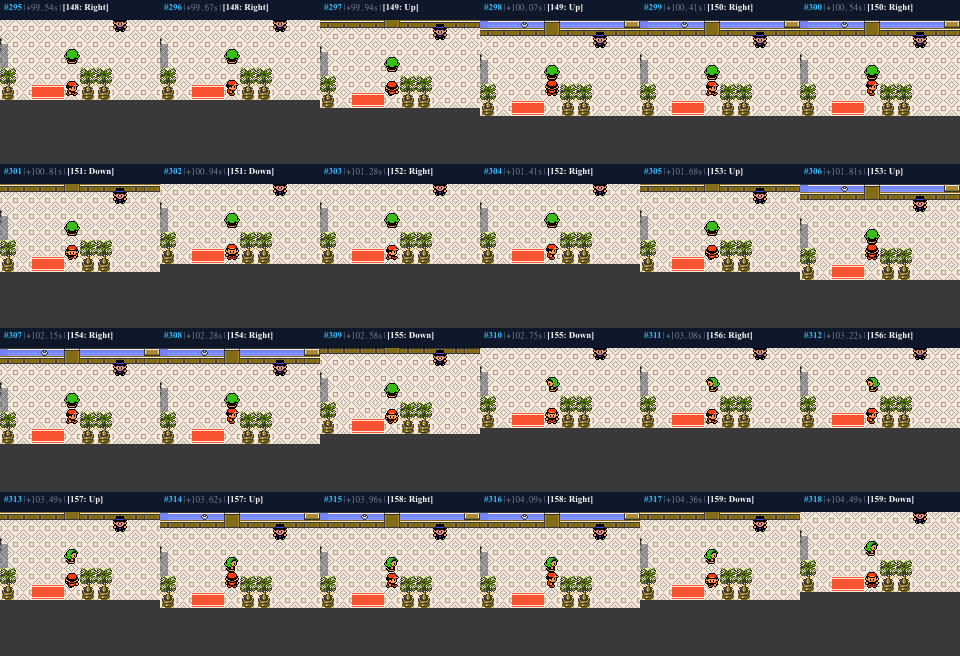 #295 |+99.54s| [148: Right]
#296 |+99.67s| [148: Right]
#297 |+99.94s| [149: Up]
#298 |+100.07s| [149: Up]
#299 |+100.41s| [150: Right]
#300 |+100.54s| [150: Right]
#301 |+100.81s| [151: Down]
#302 |+100.94s| [151: Down]
#303 |+101.28s| [152: Right]
#304 |+101.41s| [152: Right]
#305 |+101.68s| [153: Up]
#306 |+101.81s| [153: Up]
#307 |+102.15s| [154: Right]
#308 |+102.28s| [154: Right]
#309 |+102.58s| [155: Down]
#310 |+102.75s| [155: Down]
#311 |+103.08s| [156: Right]
#312 |+103.22s| [156: Right]
#313 |+103.49s| [157: Up]
#314 |+103.62s| [157: Up]
#315 |+103.96s| [158: Right]
#316 |+104.09s| [158: Right]
#317 |+104.36s| [159: Down]
#318 |+104.49s| [159: Down]